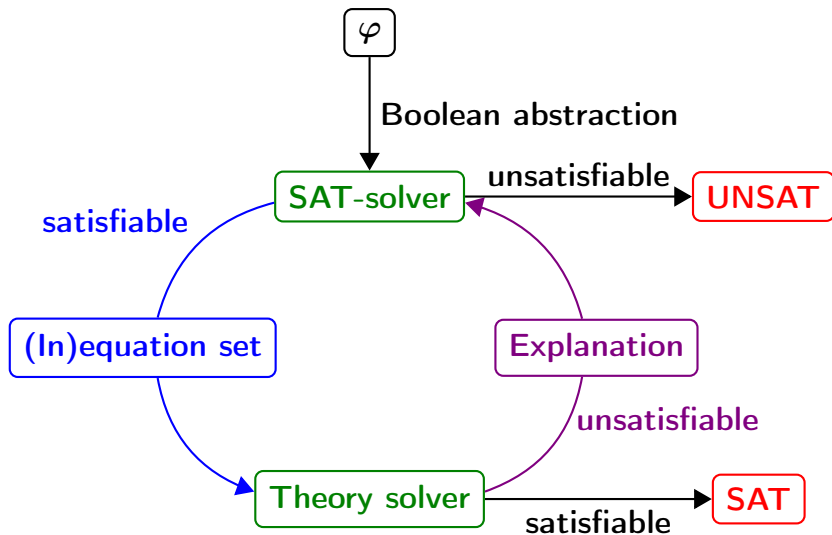 φ
Boolean abstraction
SAT-solver
unsatisfiable
UNSAT
satisfiable
(In)equation set
Explanation
unsatisfiable
Theory solver
satisfiable
SAT